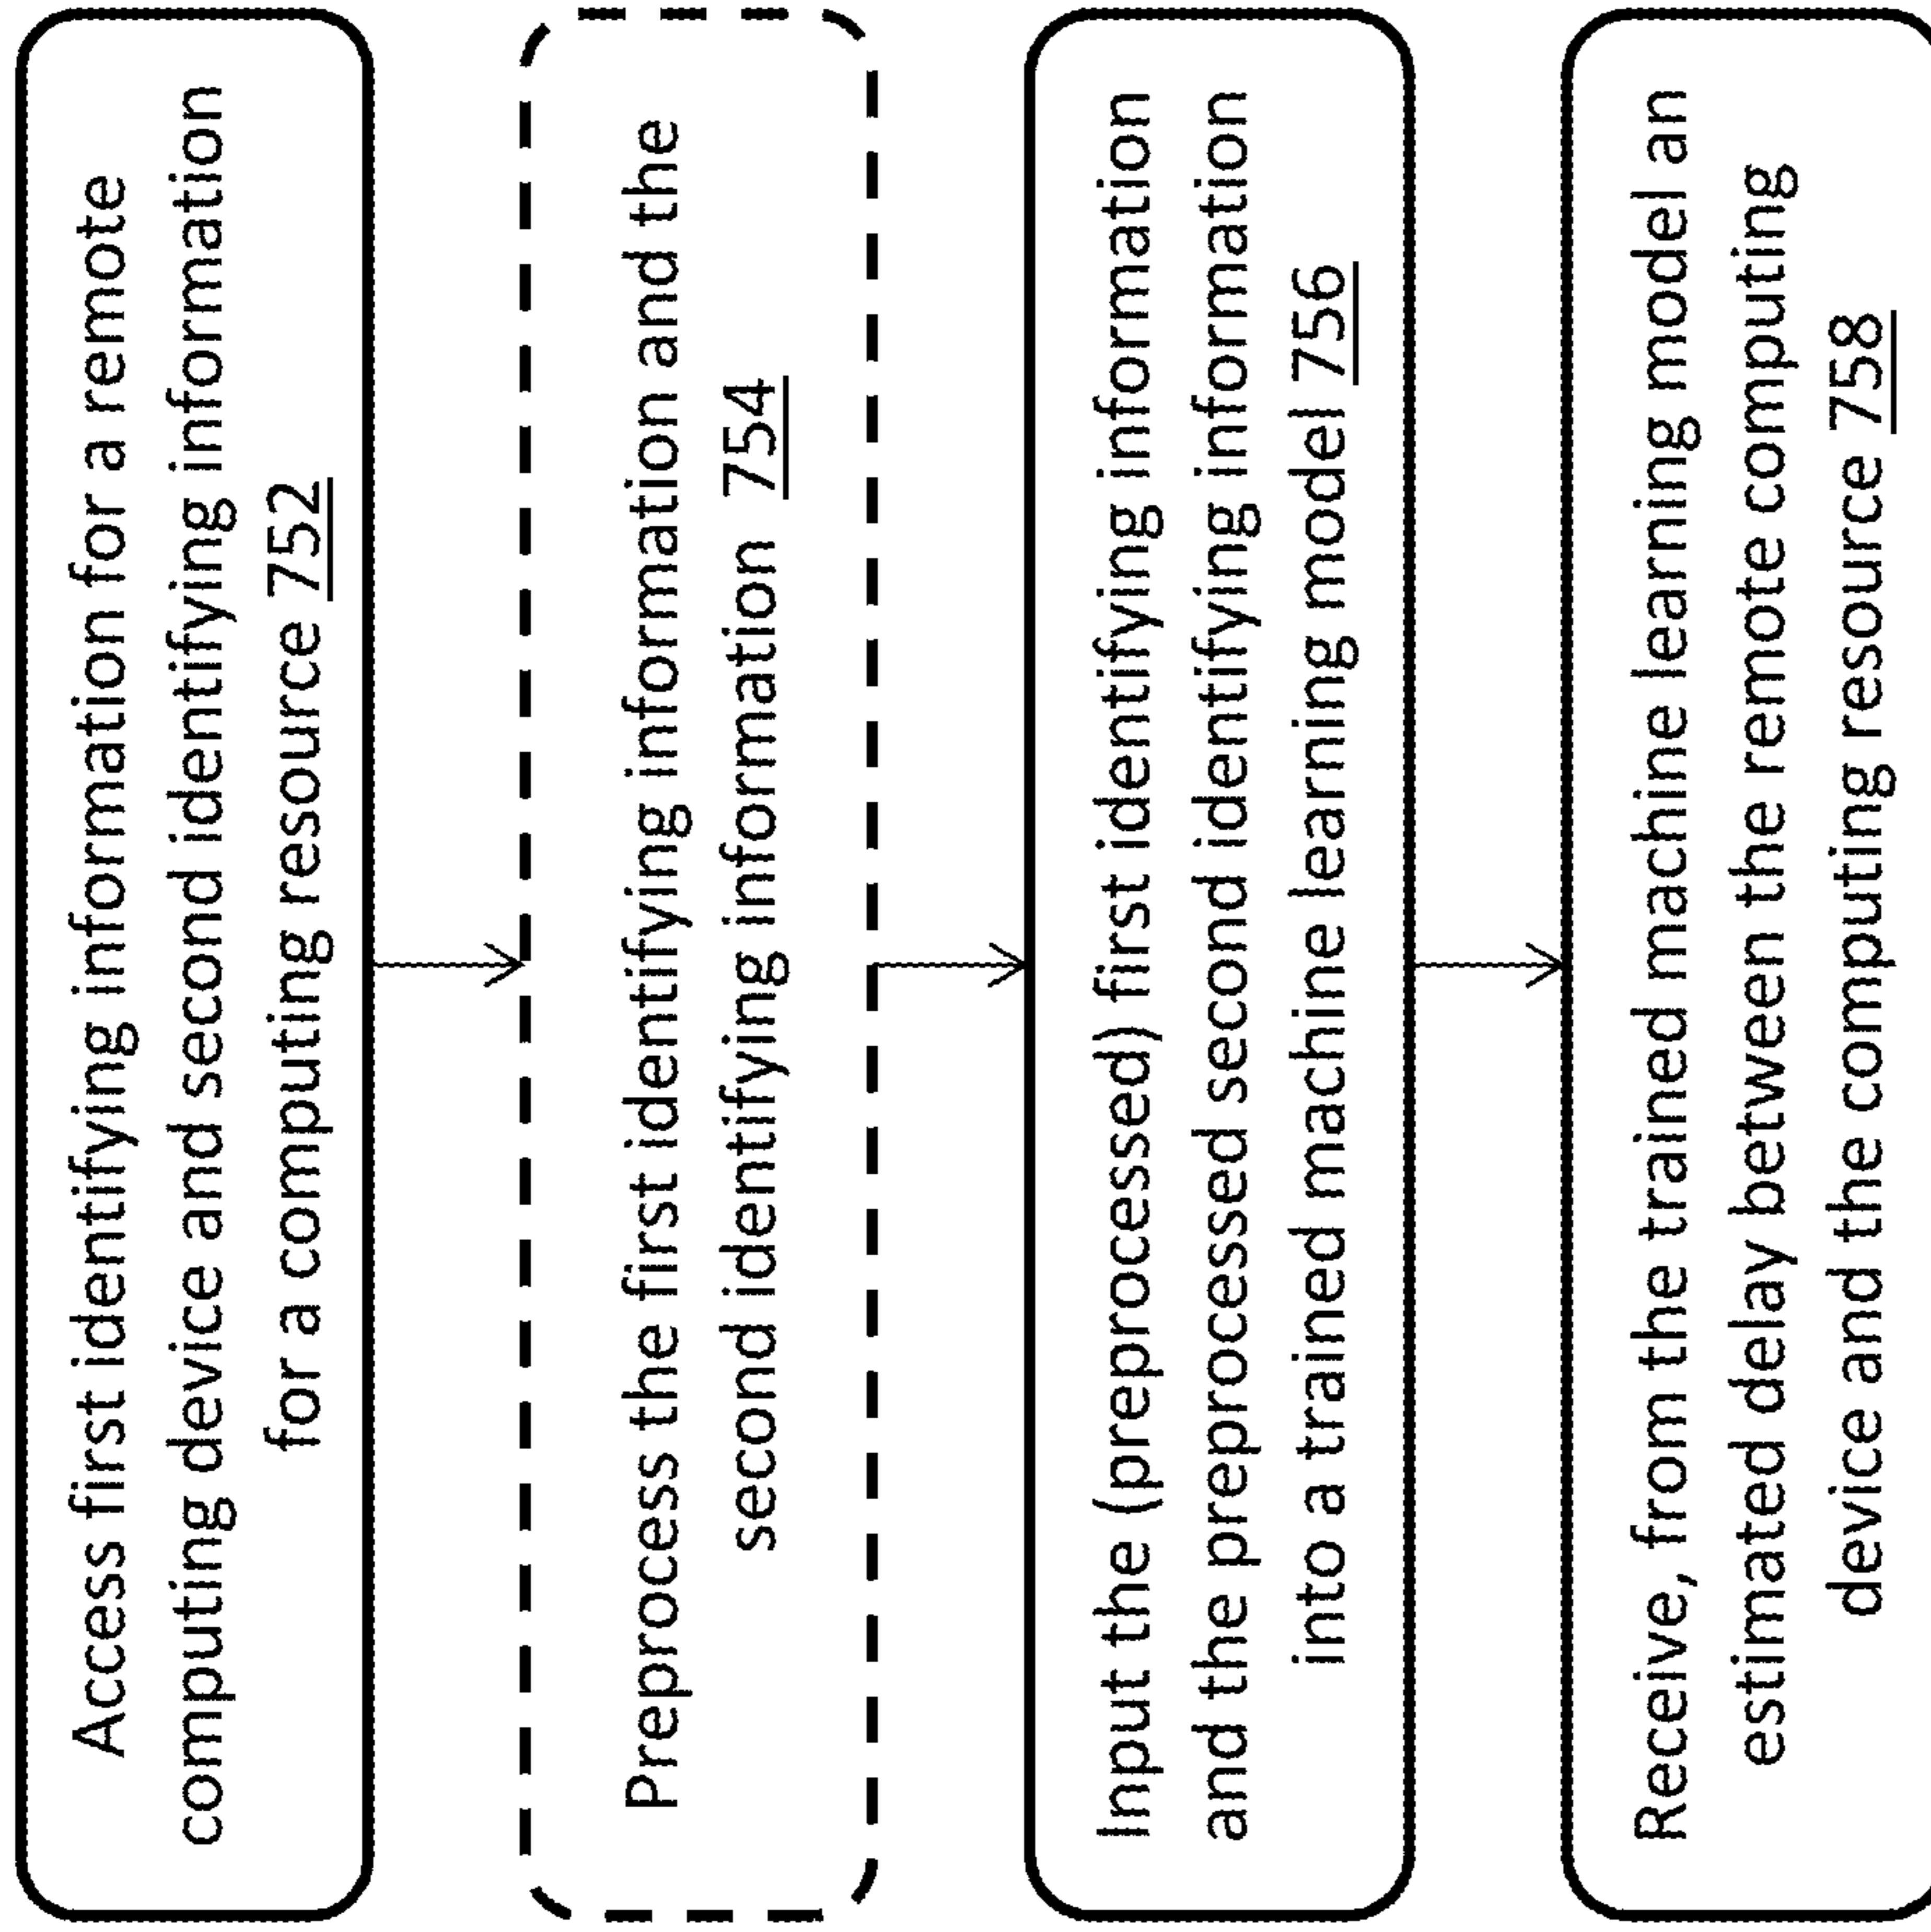 Access first identifying information for a remote
computing device and second identifying information
for a computing resource 752
Preprocess the first identifying information and the
second identifying information 754
Input the (preprocessed) first identifying information
and the preprocessed second identifying information
into a trained machine learning model 756
Receive, from the trained machine learning model an
estimated delay between the remote computing
device and the computing resource 758